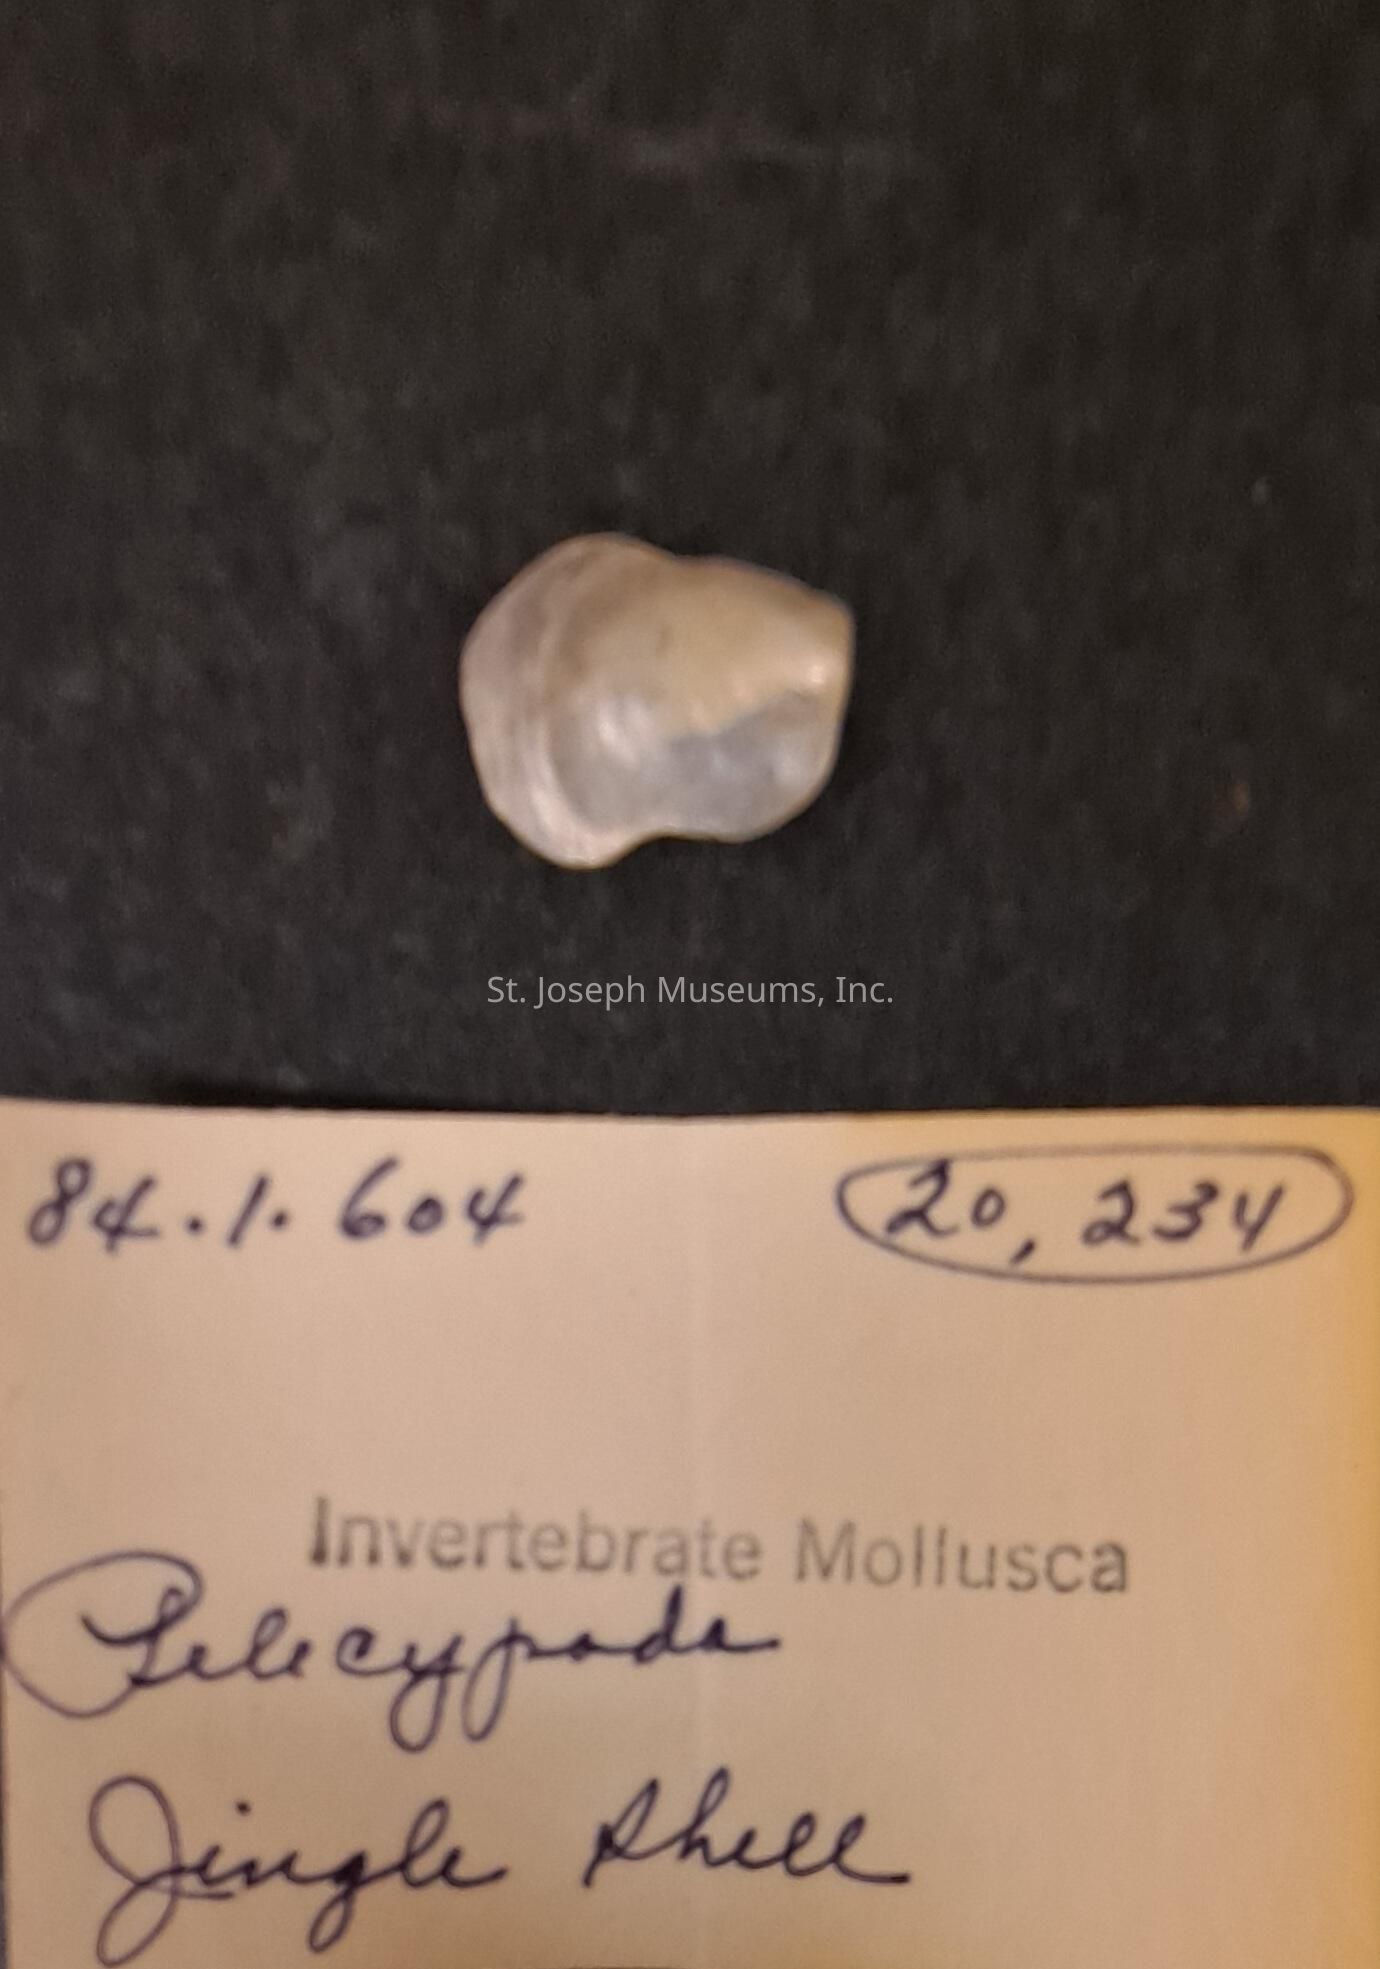 St. Joseph Museums, Inc.
84.1.604 20,234
Invertebrate Mollusca
Pelecypoda
Jingle Shell